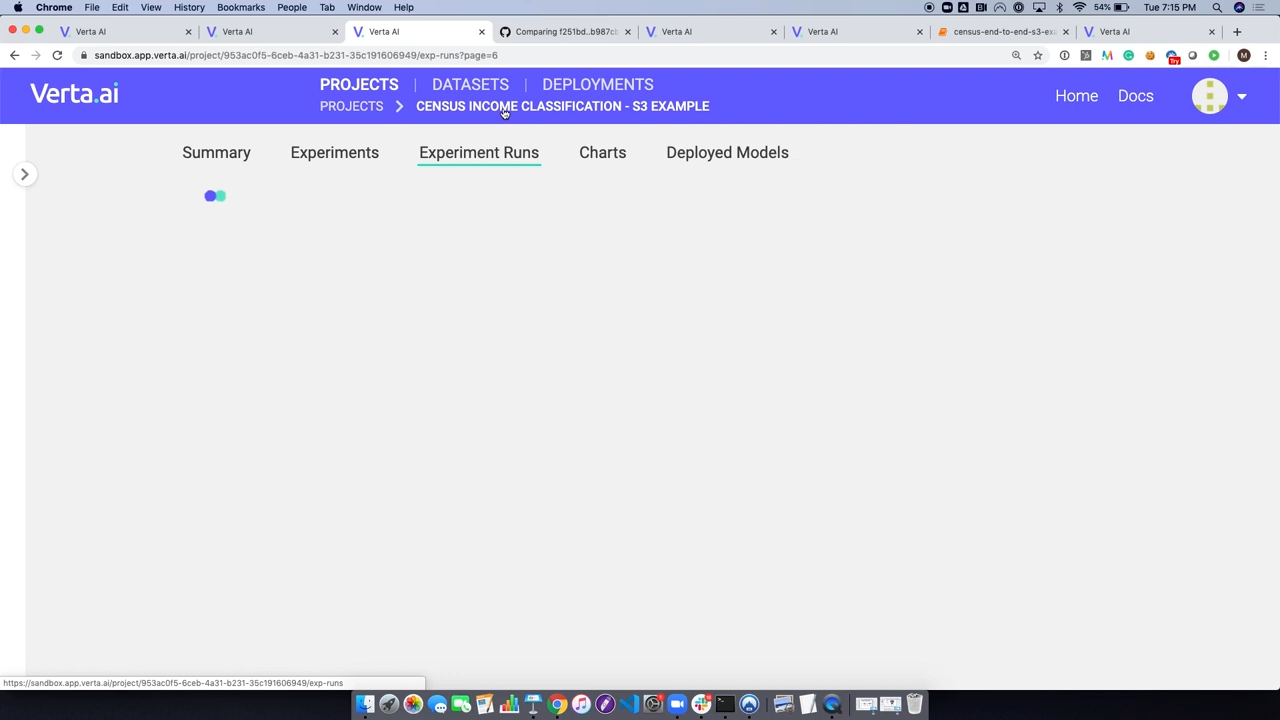 Chrome File Edit View History Bookmarks People Tab Window Help 54% Tue 7:15 PM
Verta AI Verta AI Verta AI Comparing f251bd..b987c Verta AI Verta AI census-end-to-end-s3-exa Verta AI
sandbox.app.verta.ai/project/953ac0f5-6ceb-4a31-b231-35c191606949/exp-runs?page=6 Try M
Verta.ai PROJECTS | DATASETS | DEPLOYMENTS Home Docs
PROJECTS > CENSUS INCOME CLASSIFICATION - S3 EXAMPLE
Summary Experiments Experiment Runs Charts Deployed Models
https://sandbox.app.verta.ai/project/953ac0f5-6ceb-4a31-b231-35c191606949/exp-runs